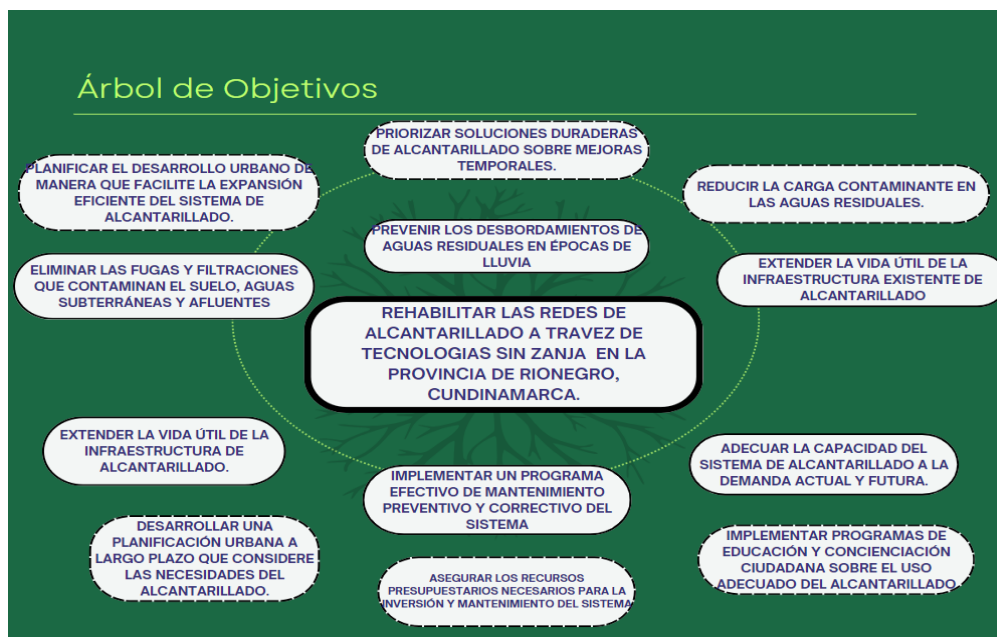 Árbol de Objetivos
PRIORIZAR SOLUCIONES DURADERAS
DE ALCANTARILLADO SOBRE MEJORAS
TEMPORALES.
PLANIFICAR EL DESARROLLO URBANO DE
MANERA QUE FACILITE LA EXPANSIÓN
EFICIENTE DEL SISTEMA DE
ALCANTARILLADO.
REDUCIR LA CARGA CONTAMINANTE EN
LAS AGUAS RESIDUALES.
PREVENIR LOS DESBORDAMIENTOS DE
AGUAS RESIDUALES EN ÉPOCAS DE
LLUVIA
ELIMINAR LAS FUGAS Y FILTRACIONES
QUE CONTAMINAN EL SUELO, AGUAS
SUBTERRÁNEAS Y AFLUENTES
EXTENDER LA VIDA ÚTIL DE LA
INFRAESTRUCTURA EXISTENTE DE
ALCANTARILLADO
REHABILITAR LAS REDES DE
ALCANTARILLADO A TRAVEZ DE
TECNOLOGIAS SIN ZANJA EN LA
PROVINCIA DE RIONEGRO,
CUNDINAMARCA.
EXTENDER LA VIDA ÚTIL DE LA
INFRAESTRUCTURA DE
ALCANTARILLADO.
IMPLEMENTAR UN PROGRAMA
EFECTIVO DE MANTENIMIENTO
PREVENTIVO Y CORRECTIVO DEL
SISTEMA
ADECUAR LA CAPACIDAD DEL
SISTEMA DE ALCANTARILLADO A LA
DEMANDA ACTUAL Y FUTURA.
DESARROLLAR UNA
PLANIFICACIÓN URBANA A
LARGO PLAZO QUE CONSIDERE
LAS NECESIDADES DEL
ALCANTARILLADO.
ASEGURAR LOS RECURSOS
PRESUPUESTARIOS NECESARIOS PARA LA
INVERSIÓN Y MANTENIMIENTO DEL SISTEMA
IMPLEMENTAR PROGRAMAS DE
EDUCACIÓN Y CONCIENCIACIÓN
CIUDADANA SOBRE EL USO
ADECUADO DEL ALCANTARILLADO.